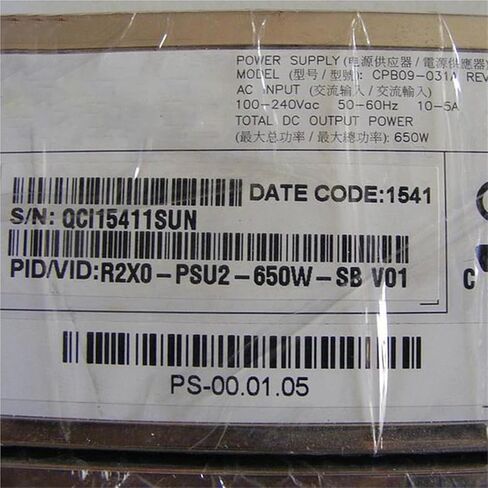 POWER SUPPLY (电源供应器 / 電源供應器)
MODEL (型号 / 型號): CPB09-031A REV
AC INPUT (交流输入 / 交流輸入)
100-240Vac 50-60Hz 10-5A
TOTAL DC OUTPUT POWER
(最大总功率 / 最大總功率) 650W
DATE CODE:1541
S/N: QCI15411SUN
PID/VID:R2X0-PSU2-650W-SB V01
C
PS-00.01.05